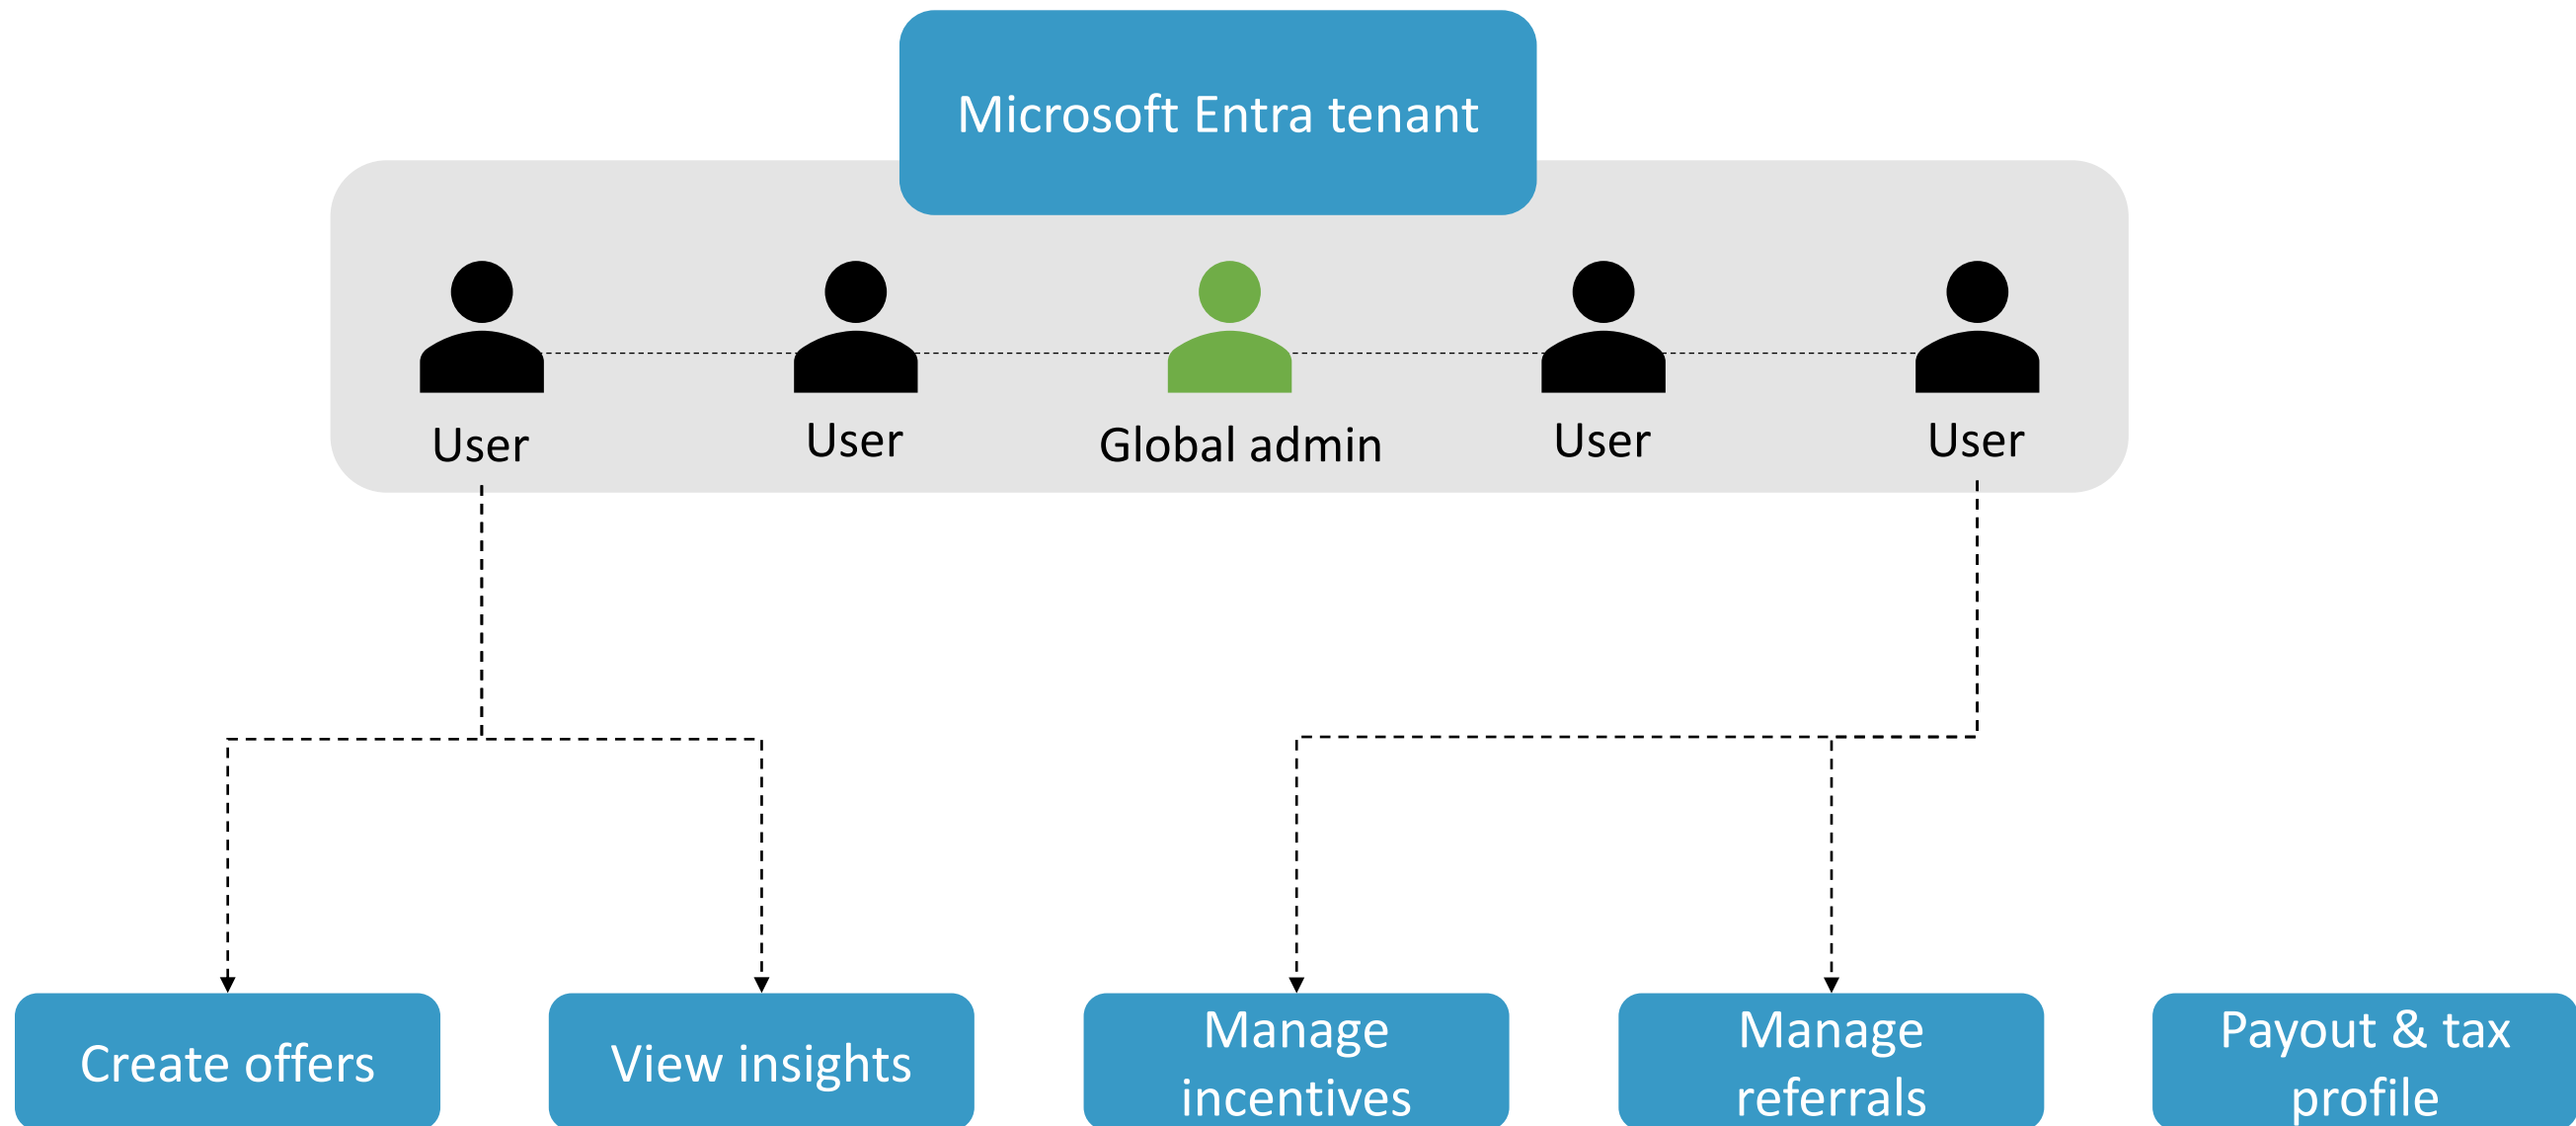 Microsoft Entra tenant
User
User
Global admin
User
User
Create offers
View insights
Manage
incentives
Manage
referrals
Payout & tax
profile